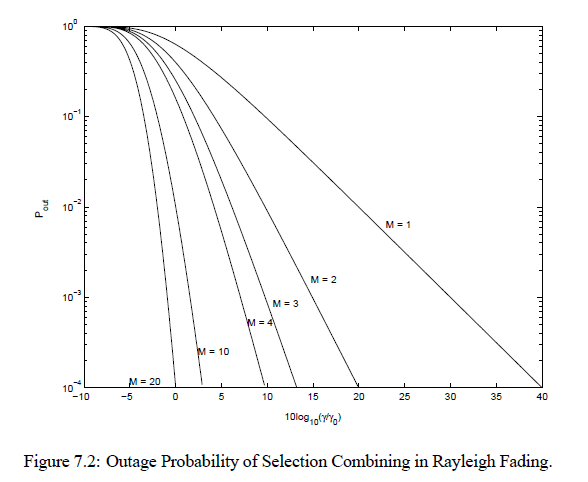 10^0
10^-1
10^-2
10^-3
10^-4
P_out
M = 1
M = 2
M = 3
M = 4
M = 10
M = 20
−10 −5 0 5 10 15 20 25 30 35 40
10log_10(γ/γ_0)
Figure 7.2: Outage Probability of Selection Combining in Rayleigh Fading.